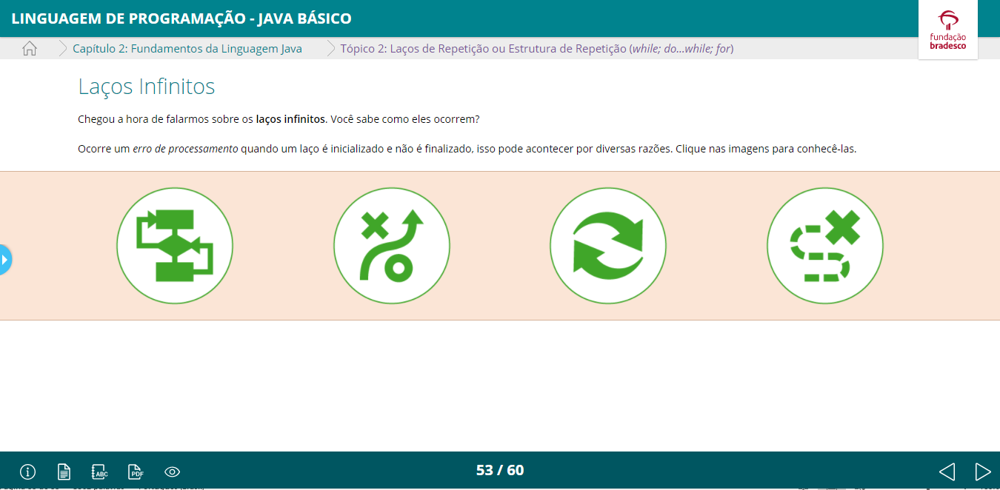 LINGUAGEM DE PROGRAMAÇÃO - JAVA BÁSICO
fundação
bradesco
Capítulo 2: Fundamentos da Linguagem Java
Tópico 2: Laços de Repetição ou Estrutura de Repetição (while; do...while; for)
Laços Infinitos
Chegou a hora de falarmos sobre os laços infinitos. Você sabe como eles ocorrem?
Ocorre um erro de processamento quando um laço é inicializado e não é finalizado, isso pode acontecer por diversas razões. Clique nas imagens para conhecê-las.
ABC
PDF
53 / 60